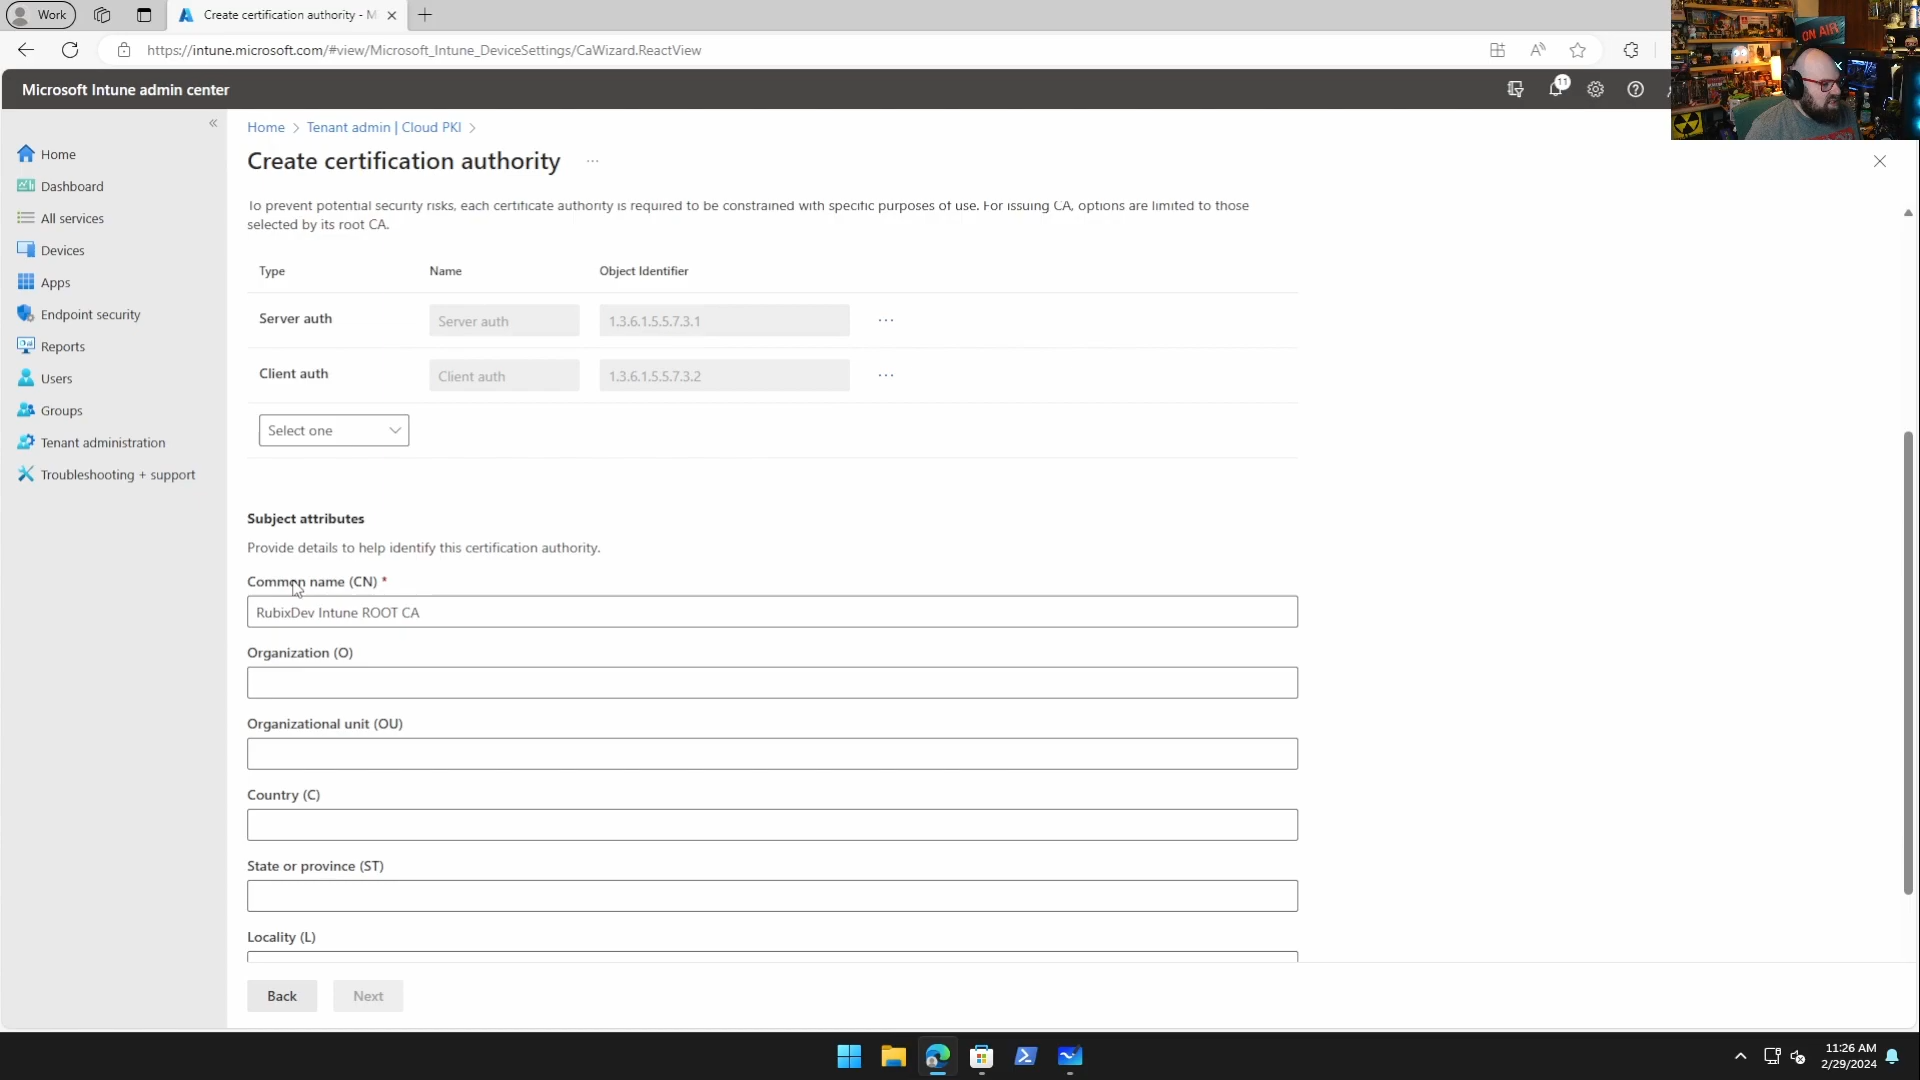 Work
Create certification authority - M
https://intune.microsoft.com/#view/Microsoft_Intune_DeviceSettings/CaWizard.ReactView
ON AIR
Microsoft Intune admin center
11
Home
Dashboard
All services
Devices
Apps
Endpoint security
Reports
Users
Groups
Tenant administration
Troubleshooting + support
Home > Tenant admin | Cloud PKI >
Create certification authority ...
To prevent potential security risks, each certificate authority is required to be constrained with specific purposes of use. For issuing CA, options are limited to those
selected by its root CA.
Type Name Object Identifier
Server auth Server auth 1.3.6.1.5.5.7.3.1 ...
Client auth Client auth 1.3.6.1.5.5.7.3.2 ...
Select one
Subject attributes
Provide details to help identify this certification authority.
Common name (CN) *
RubixDev Intune ROOT CA
Organization (O)
Organizational unit (OU)
Country (C)
State or province (ST)
Locality (L)
Back Next
11:26 AM
2/29/2024